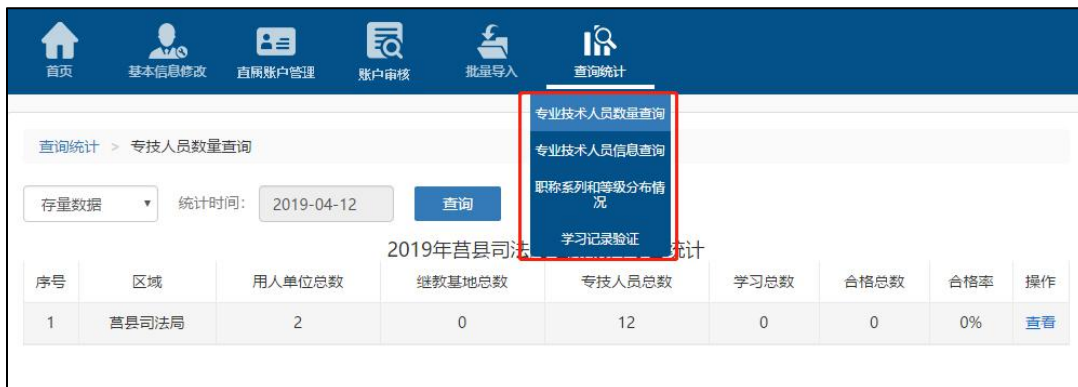 首页 基本信息修改 直属账户管理 账户审核 批量导入 查询统计
专业技术人员数量查询
专业技术人员信息查询
职称系列和等级分布情
况
学习记录验证
查询统计 > 专技人员数量查询
存量数据 统计时间: 2019-04-12 查询
2019年莒县司法 统计
序号 区域 用人单位总数 继教基地总数 专技人员总数 学习总数 合格总数 合格率 操作
1 莒县司法局 2 0 12 0 0 0% 查看